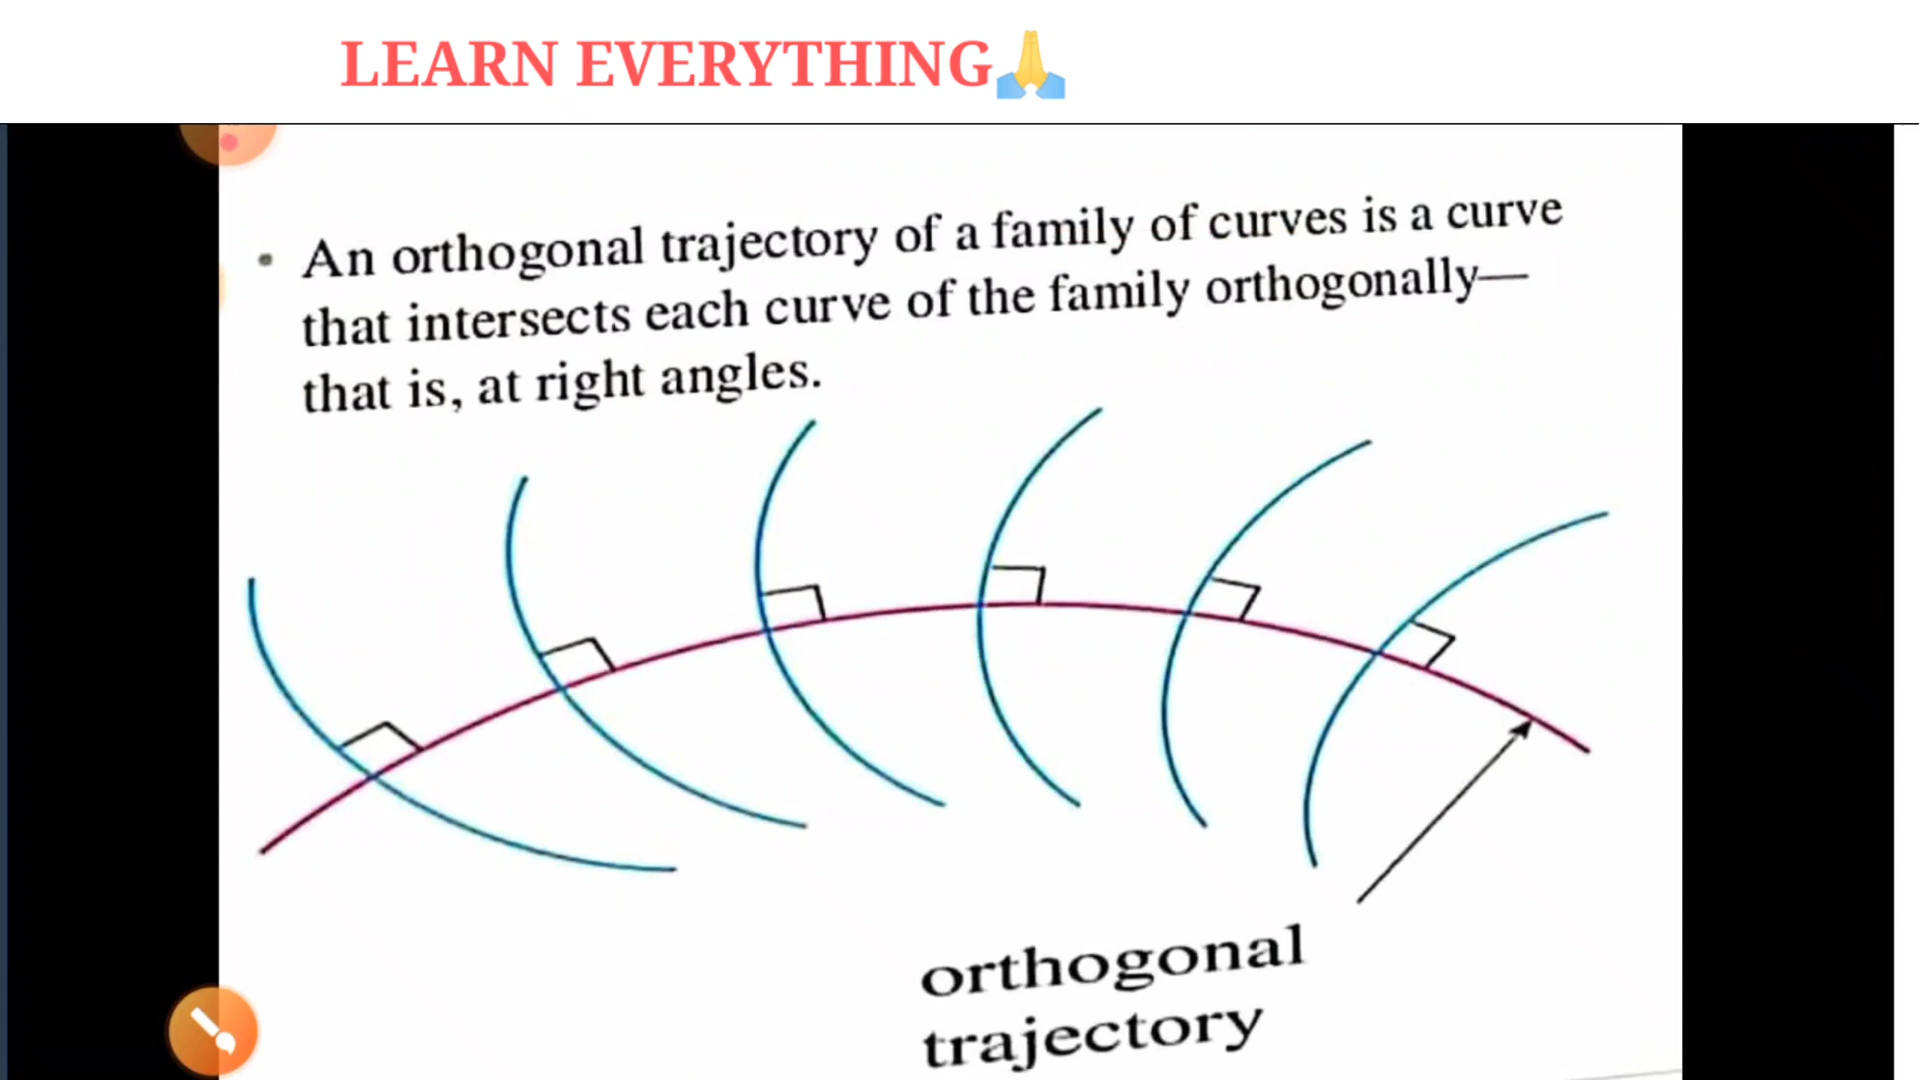 LEARN EVERYTHING🙏
• An orthogonal trajectory of a family of curves is a curve
that intersects each curve of the family orthogonally—
that is, at right angles.
orthogonal
trajectory